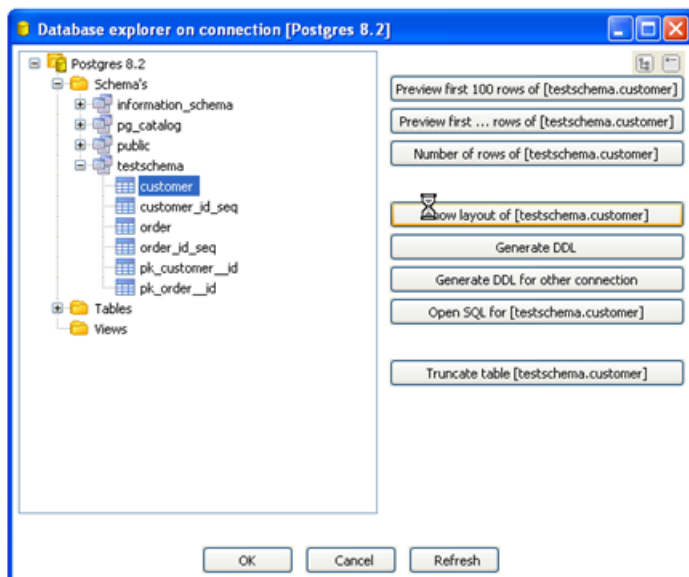 Database explorer on connection [Postgres 8.2]
Postgres 8.2
Schema's
information_schema
pg_catalog
public
testschema
customer
customer_id_seq
order
order_id_seq
pk_customer__id
pk_order__id
Tables
Views
Preview first 100 rows of [testschema.customer]
Preview first ... rows of [testschema.customer]
Number of rows of [testschema.customer]
ow layout of [testschema.customer]
Generate DDL
Generate DDL for other connection
Open SQL for [testschema.customer]
Truncate table [testschema.customer]
OK
Cancel
Refresh